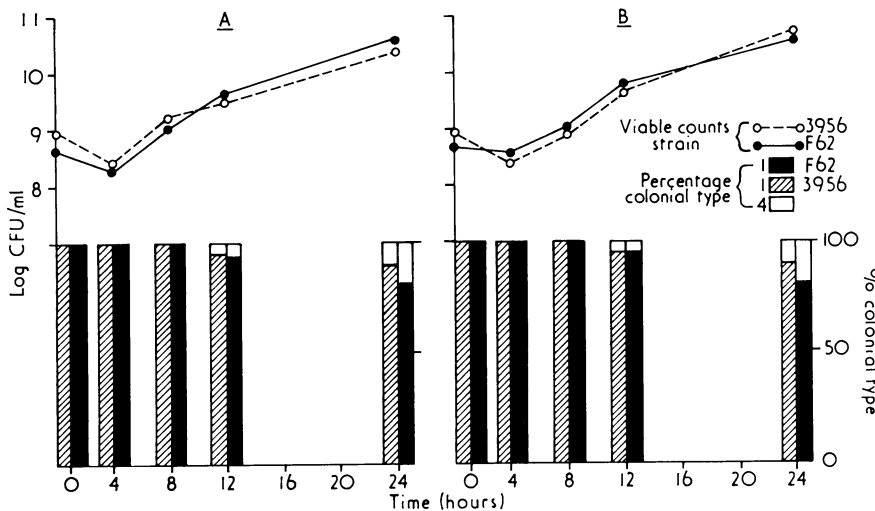 A
B
11
10
9
8
Log CFU/ml
Viable counts strain
3956
F62
Percentage colonial type
1 F62
1 3956
4
100
50
0
% colonial type
0 4 8 12 16 20 24
0 4 8 12 16 20 24
Time (hours)